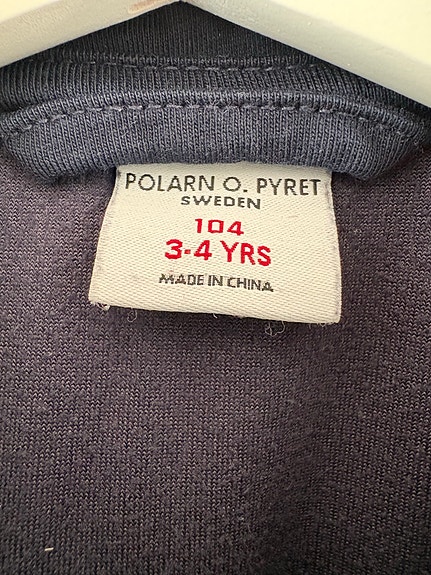 POLARN O. PYRET
SWEDEN
104
3-4 YRS
MADE IN CHINA